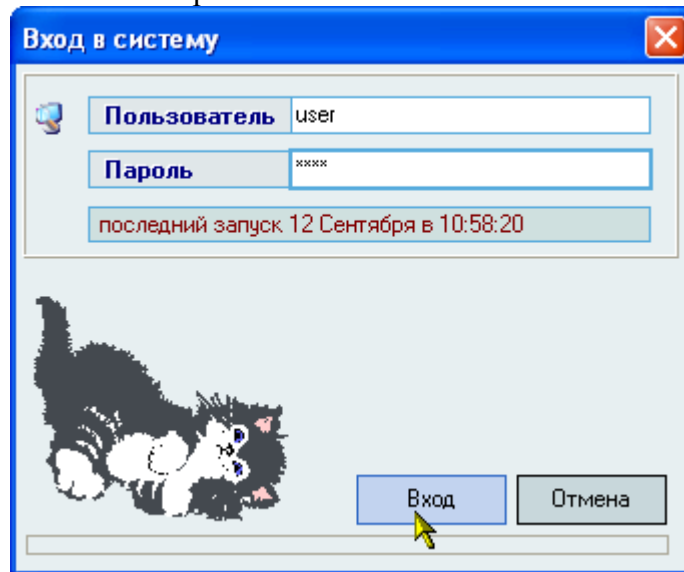 Вход в систему
Пользователь user
Пароль ××××
последний запуск 12 Сентября в 10:58:20
Вход Отмена